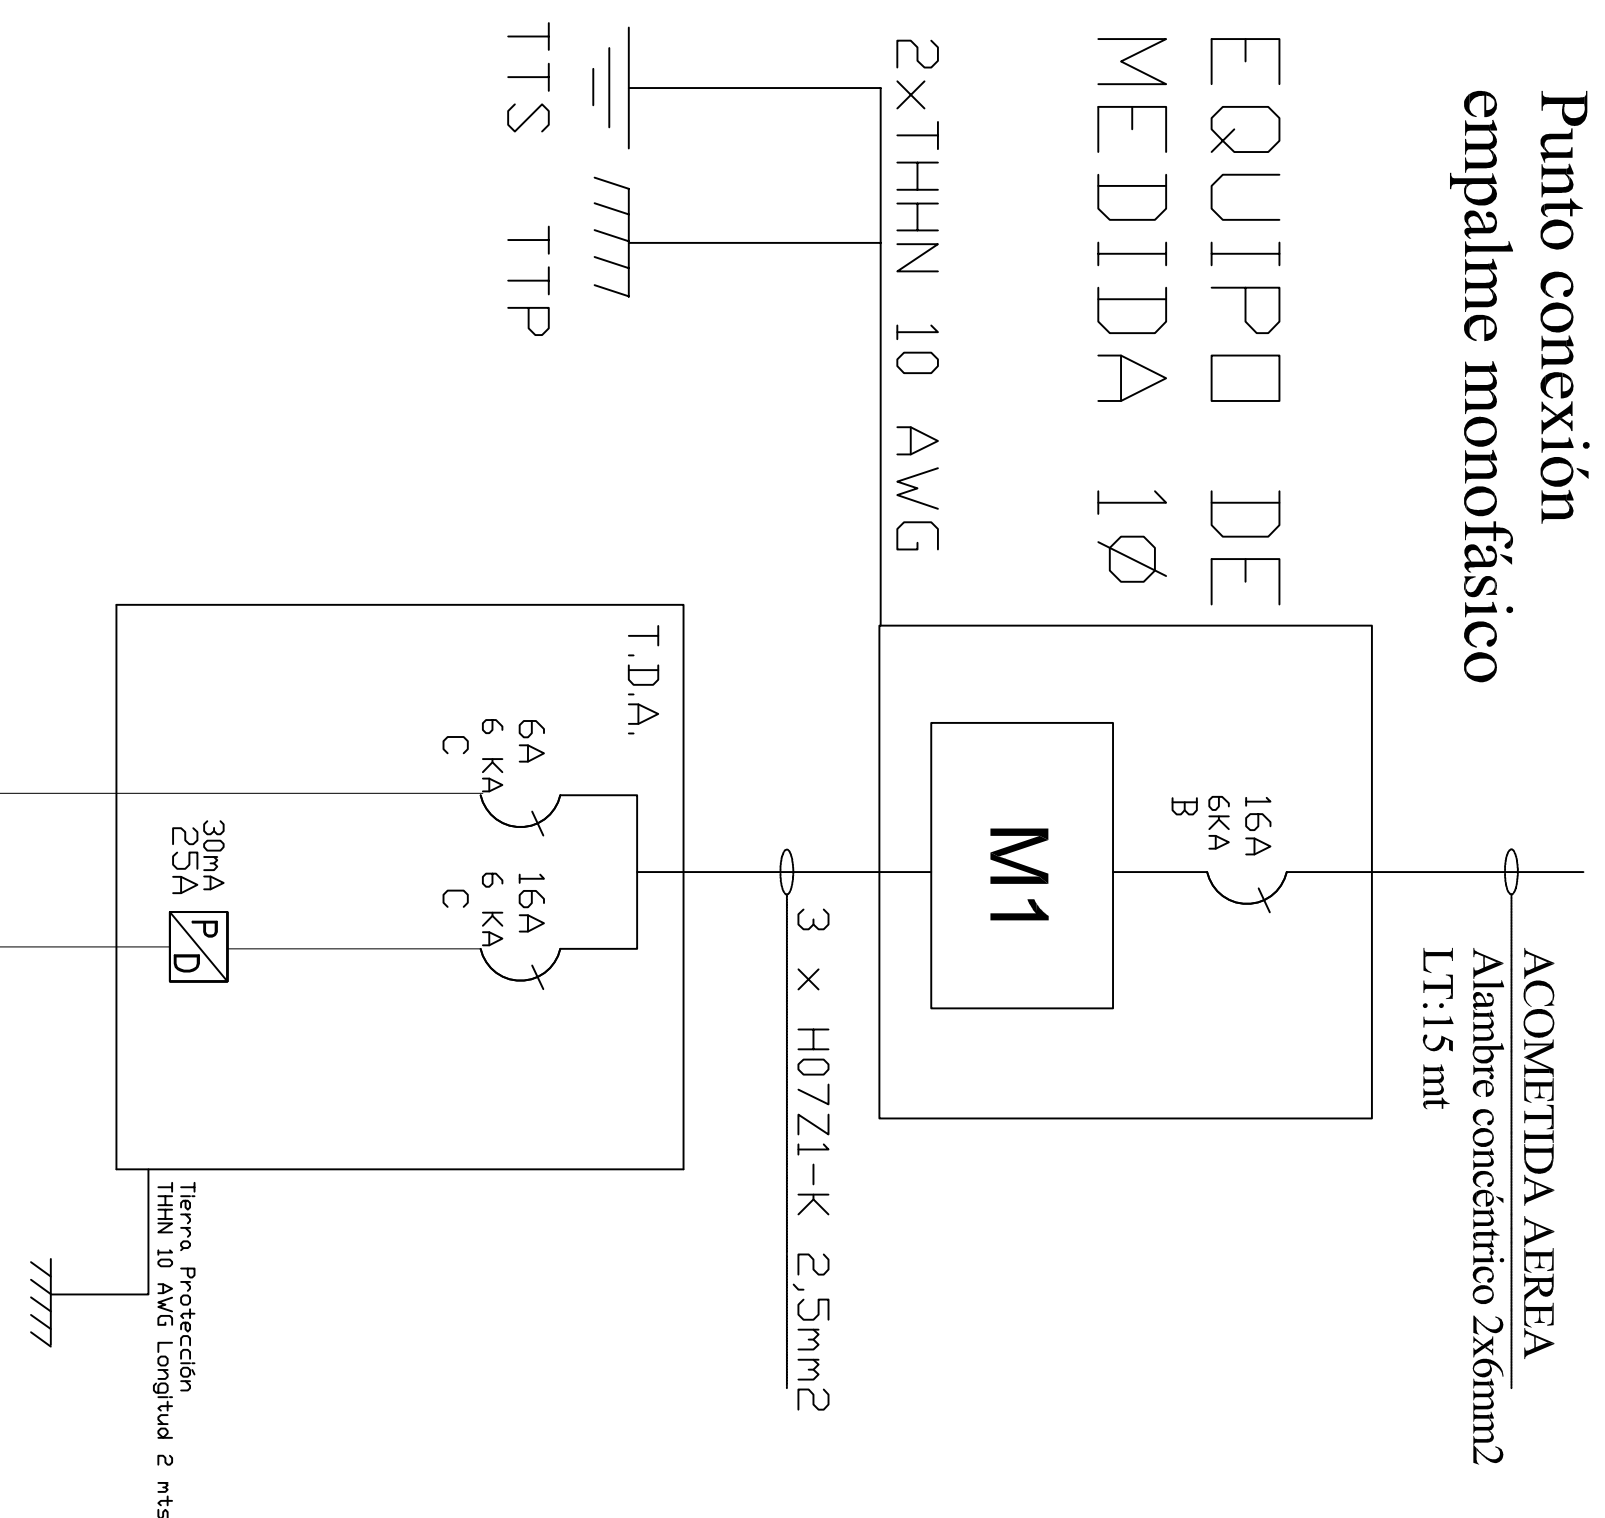 Punto conexión
empalme monofásico
ACOMETIDA AEREA
Alambre concéntrico 2x6mm2
LT:15 mt
EQUIPO DE
MEDIDA 1Ø
16A
6KA
B
M1
2xTHHN 10 AWG
TTS TTP
3 x H07Z1-K 2,5mm2
T.D.A.
6A
6 KA
C
16A
6 KA
C
30mA
25A
P/D
Tierra Protección
THHN 10 AWG Longitud 2 mts